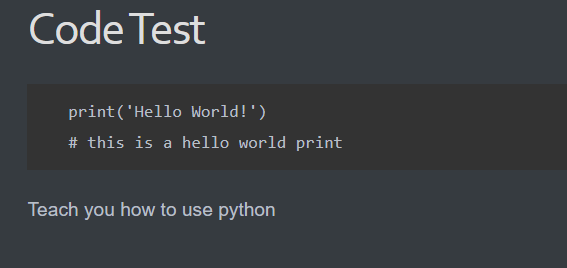 Code Test
print('Hello World!')
# this is a hello world print
Teach you how to use python